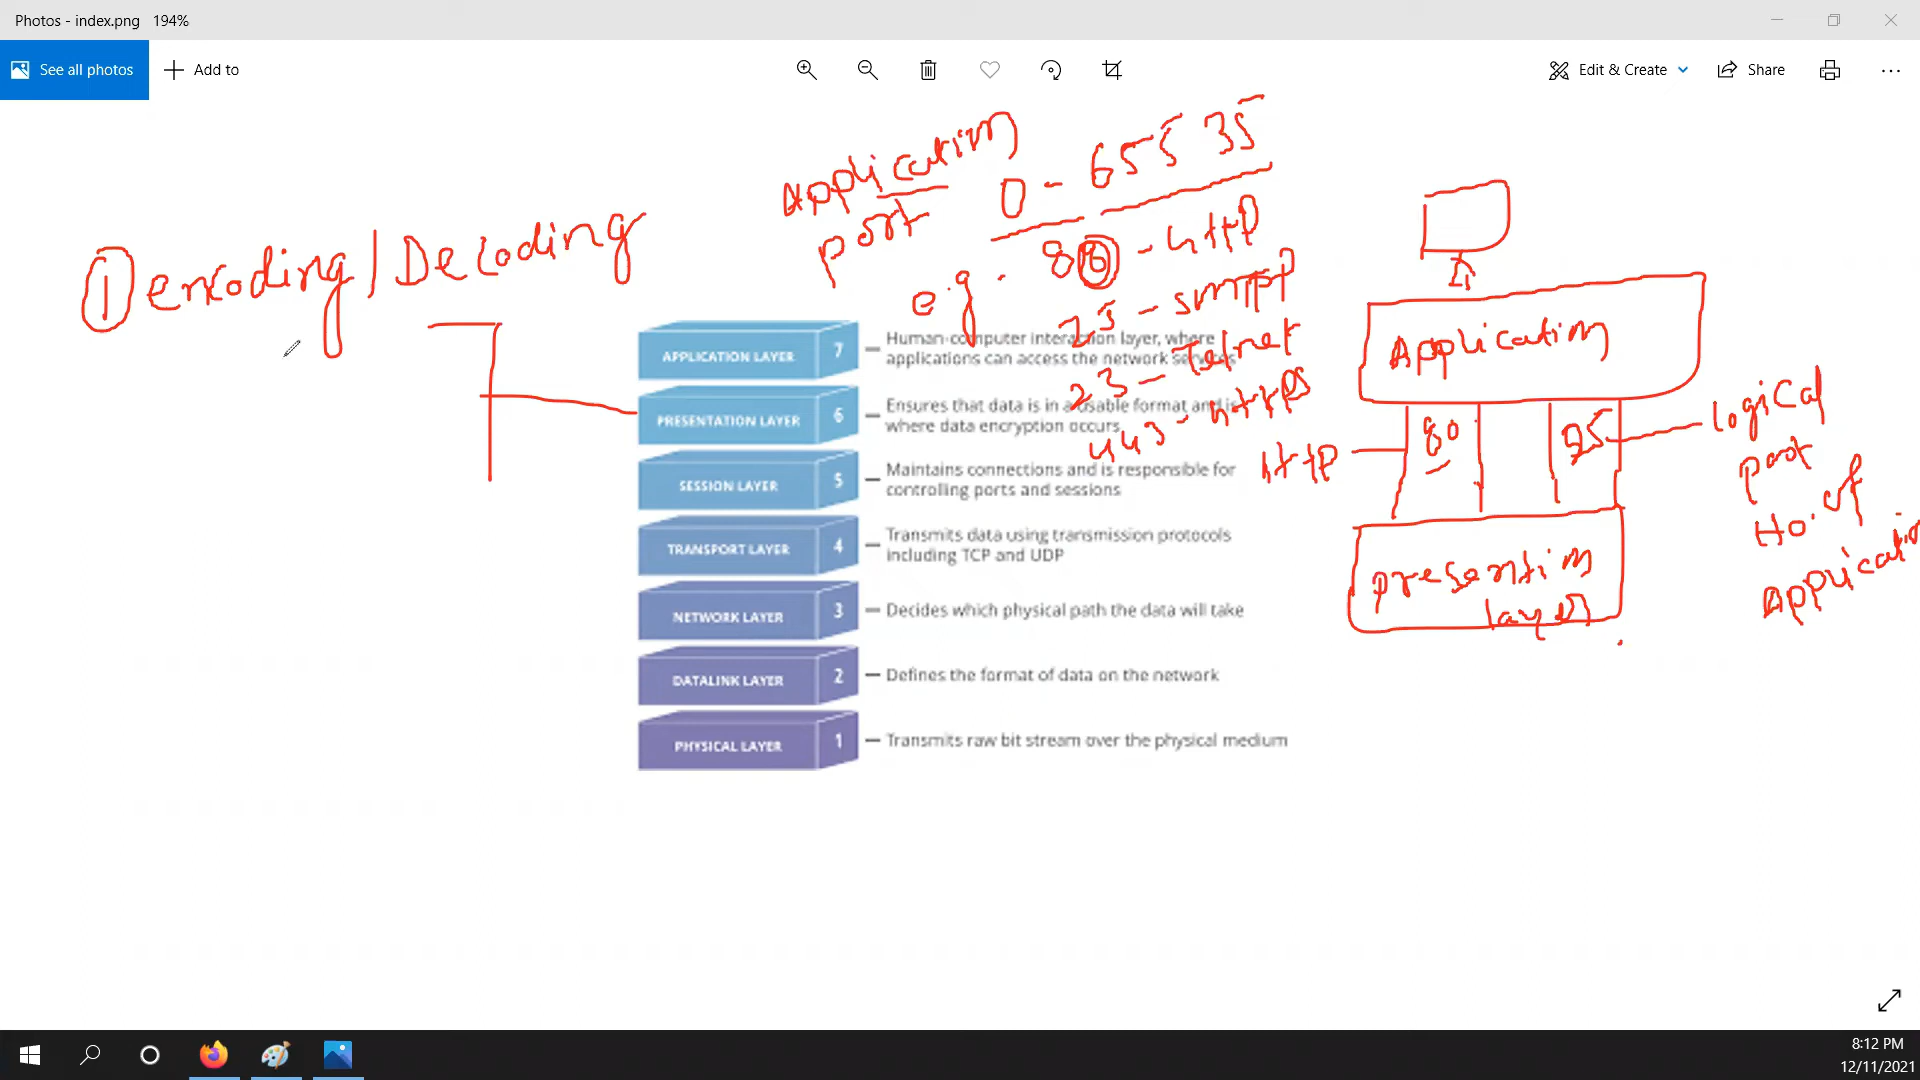 Photos - index.png 194%
See all photos
Add to
Edit & Create
Share
Application
port
0 - 65535
e.g. 80 - http
25 - SMTP
23 - Telnet
443 - https
① encoding/Decoding
APPLICATION LAYER 7
Human-computer interaction layer, where
applications can access the network services
PRESENTATION LAYER 6
Ensures that data is in a usable format and is
where data encryption occurs
SESSION LAYER 5
Maintains connections and is responsible for
controlling ports and sessions
TRANSPORT LAYER 4
Transmits data using transmission protocols
including TCP and UDP
NETWORK LAYER 3
Decides which physical path the data will take
DATALINK LAYER 2
Defines the format of data on the network
PHYSICAL LAYER 1
Transmits raw bit stream over the physical medium
Application
http
80
25
logical
port
of
Application
presentation
layer
8:12 PM
12/11/2021